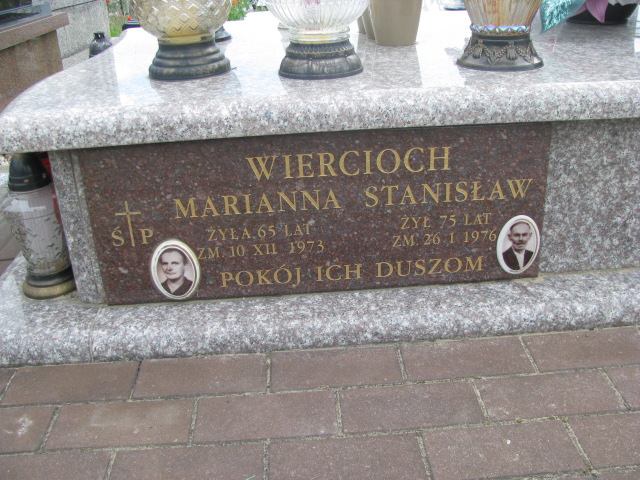 WIERCIOCH
MARIANNA STANISŁAW
Ś P
ŻYŁA 65 LAT ŻYŁ 75 LAT
ZM. 10 XII 1973 ZM. 26 I 1976
POKÓJ ICH DUSZOM